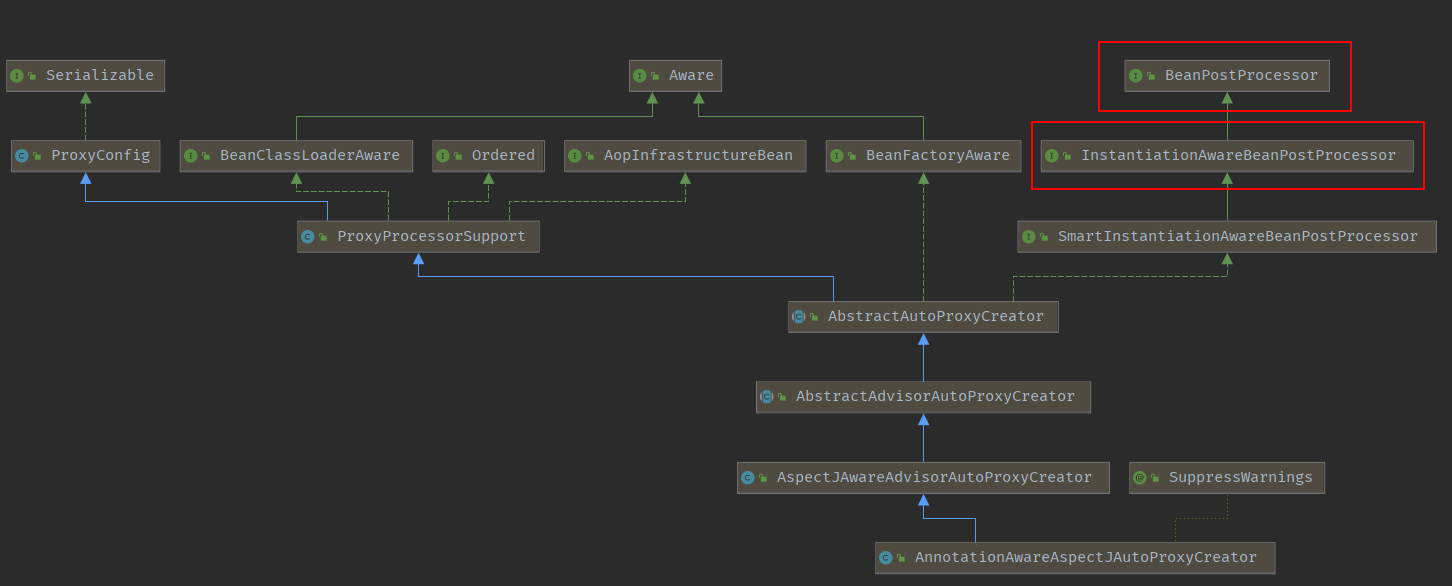 Serializable
Aware
BeanPostProcessor
ProxyConfig
BeanClassLoaderAware
Ordered
AopInfrastructureBean
BeanFactoryAware
InstantiationAwareBeanPostProcessor
ProxyProcessorSupport
SmartInstantiationAwareBeanPostProcessor
AbstractAutoProxyCreator
AbstractAdvisorAutoProxyCreator
AspectJAwareAdvisorAutoProxyCreator
SuppressWarnings
AnnotationAwareAspectJAutoProxyCreator